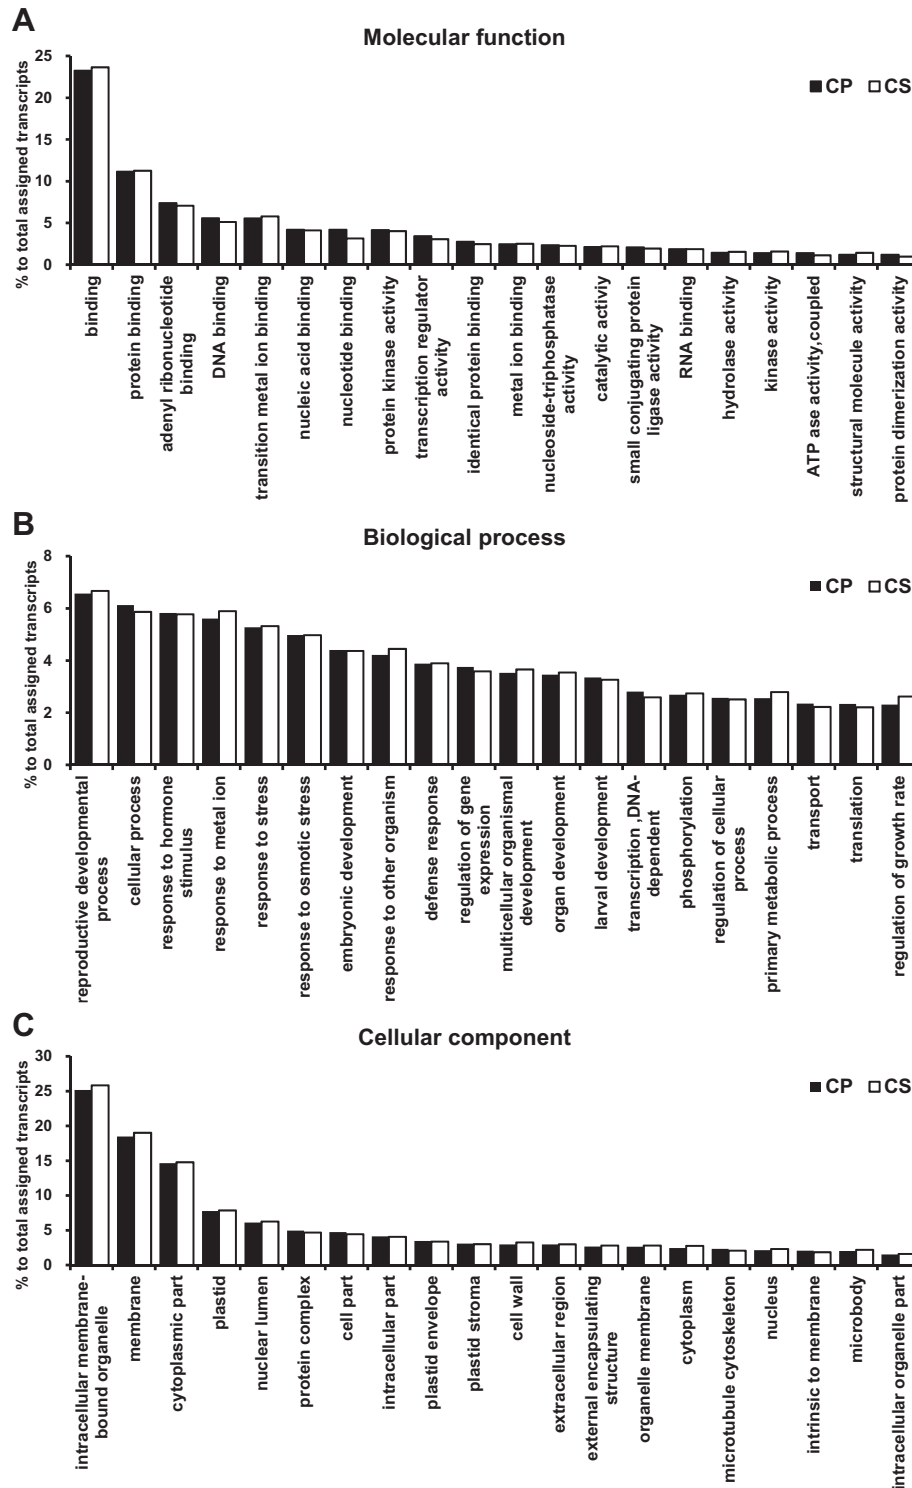 A
Molecular function
% to total assigned transcripts
25
20
15
10
5
0
CP CS
binding
protein binding
adenyl ribonucleotide
binding
DNA binding
transition metal ion binding
nucleic acid binding
nucleotide binding
protein kinase activity
transcription regulator
activity
identical protein binding
metal ion binding
nucleoside-triphosphatase
activity
catalytic activiy
small conjugating protein
ligase activity
RNA binding
hydrolase activity
kinase activity
ATP ase activity,coupled
structural molecule activity
protein dimerization activity
B
Biological process
% to total assigned transcripts
8
6
4
2
0
CP CS
reproductive developmental
process
cellular process
response to hormone
stimulus
response to metal ion
response to stress
response to osmotic stress
embryonic development
response to other organism
defense response
regulation of gene
expression
multicellular organismal
development
organ development
larval development
transcription ,DNA-
dependent
phosphorylation
regulation of cellular
process
primary metabolic process
transport
translation
regulation of growth rate
C
Cellular component
% to total assigned transcripts
30
25
20
15
10
5
0
CP CS
intracellular membrane-
bound organelle
membrane
cytoplasmic part
plastid
nuclear lumen
protein complex
cell part
intracellular part
plastid envelope
plastid stroma
cell wall
extracellular region
external encapsulating
structure
organelle membrane
cytoplasm
microtubule cytoskeleton
nucleus
intrinsic to membrane
microbody
intracellular organelle part